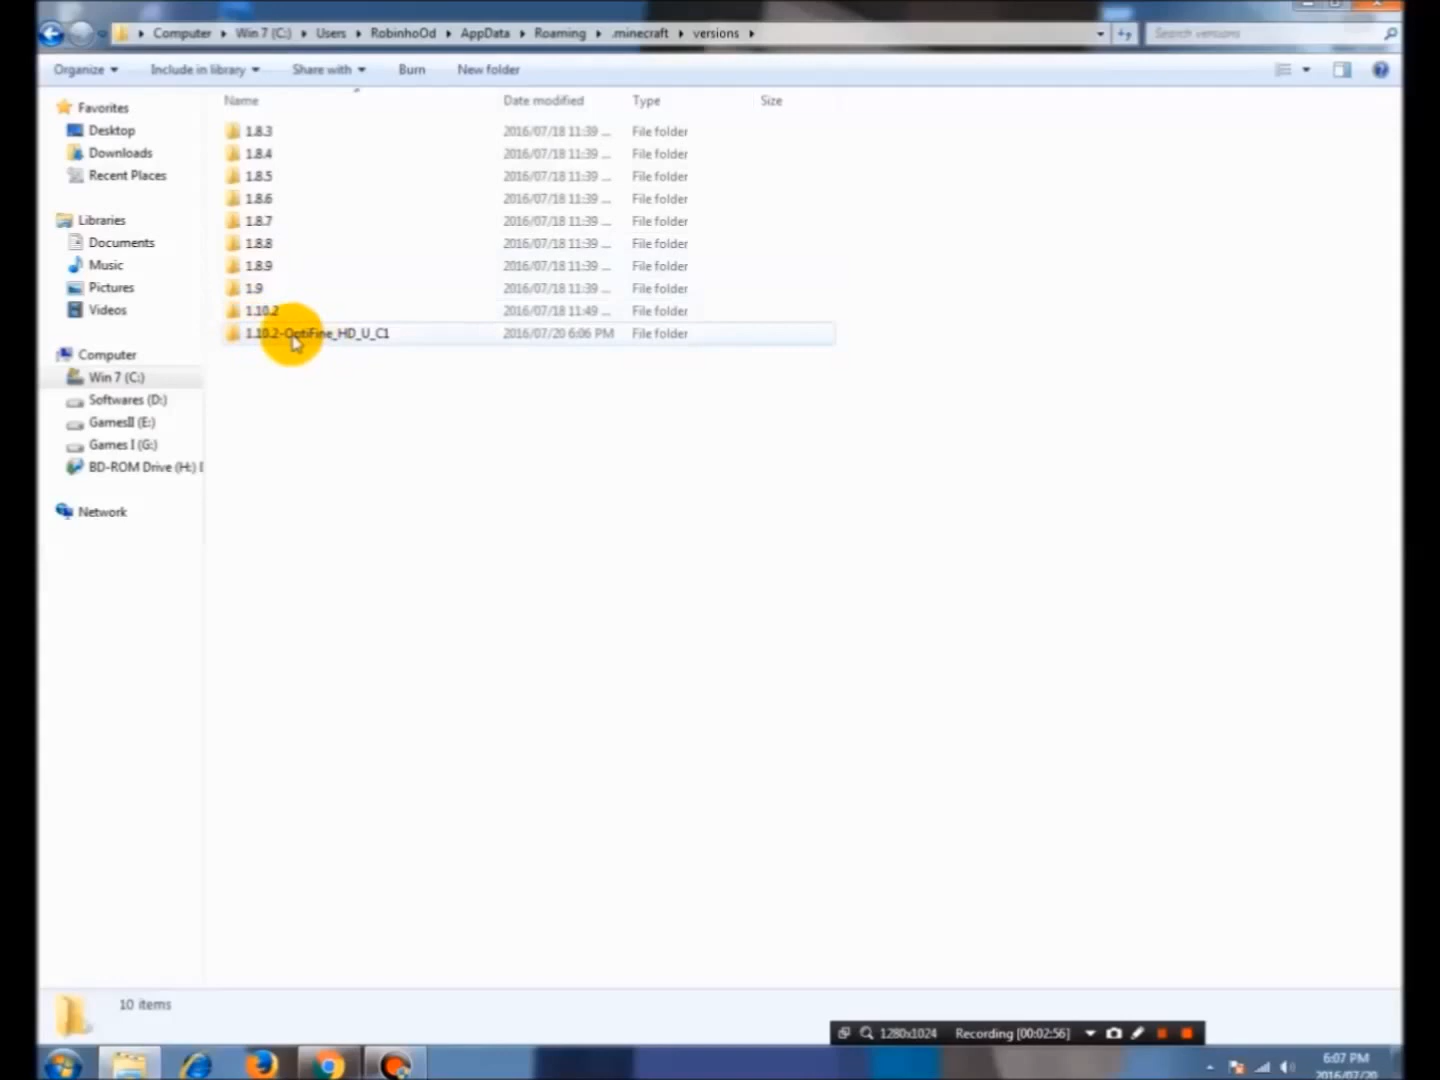 Computer Win 7 (C:) Users RobinhoOd AppData Roaming .minecraft versions Search versions
Organize Include in library Share with Burn New folder
Name Date modified Type Size
Favorites
Desktop
Downloads
Recent Places
Libraries
Documents
Music
Pictures
Videos
Computer
Win 7 (C:)
Softwares (D:)
GamesII (E:)
Games I (G:)
BD-ROM Drive (H:)
Network
1.8.3 2016/07/18 11:39 ... File folder
1.8.4 2016/07/18 11:39 ... File folder
1.8.5 2016/07/18 11:39 ... File folder
1.8.6 2016/07/18 11:39 ... File folder
1.8.7 2016/07/18 11:39 ... File folder
1.8.8 2016/07/18 11:39 ... File folder
1.8.9 2016/07/18 11:39 ... File folder
1.9 2016/07/18 11:39 ... File folder
1.10.2 2016/07/18 11:49 ... File folder
1.10.2-OptiFine_HD_U_C1 2016/07/20 6:06 PM File folder
10 items
1280x1024 Recording [00:02:56]
6:07 PM
2016/07/20